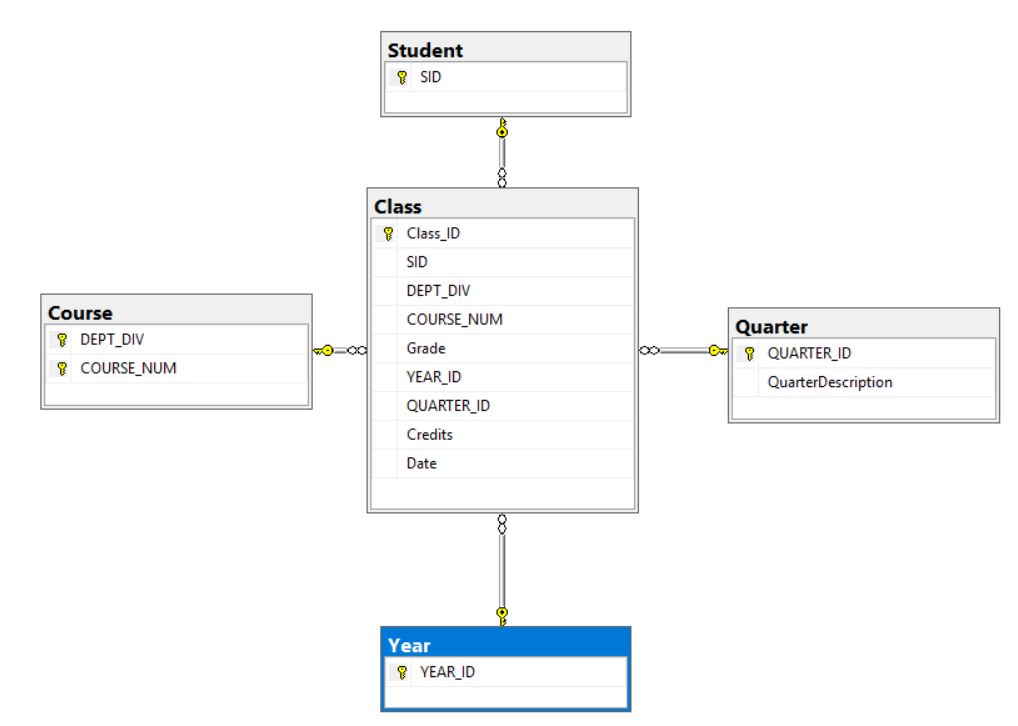 Student
SID
Class
Class_ID
SID
DEPT_DIV
COURSE_NUM
Grade
YEAR_ID
QUARTER_ID
Credits
Date
Course
DEPT_DIV
COURSE_NUM
Quarter
QUARTER_ID
QuarterDescription
Year
YEAR_ID